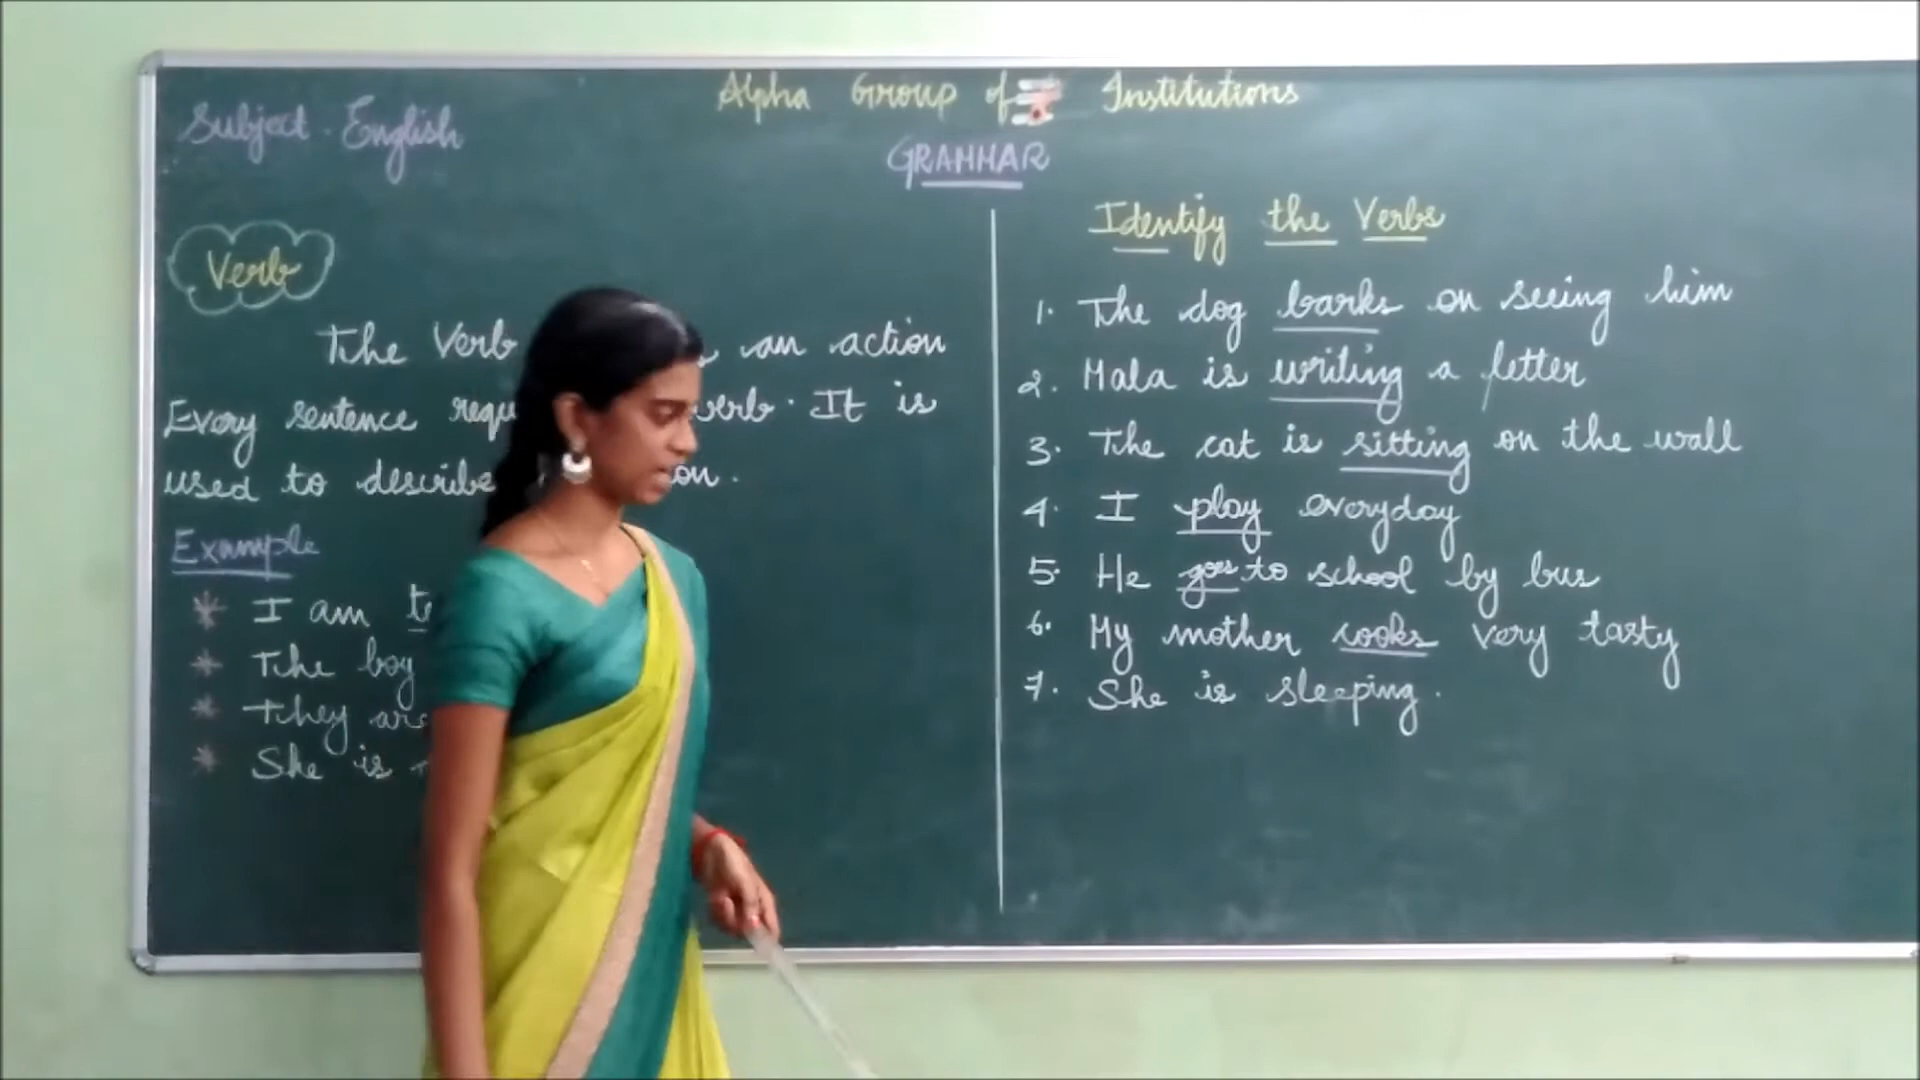 Alpha Group of Institutions
Subject - English
GRAMMAR
Verb
The Verb an action
Every sentence verb. It is
used to describe
Example
I am
The boy
They are
She is
Identify the Verbs
1. The dog barks on seeing him
2. Mala is writing a letter
3. The cat is sitting on the wall
4. I play everyday
5. He goes to school by bus
6. My mother cooks very tasty
7. She is sleeping.